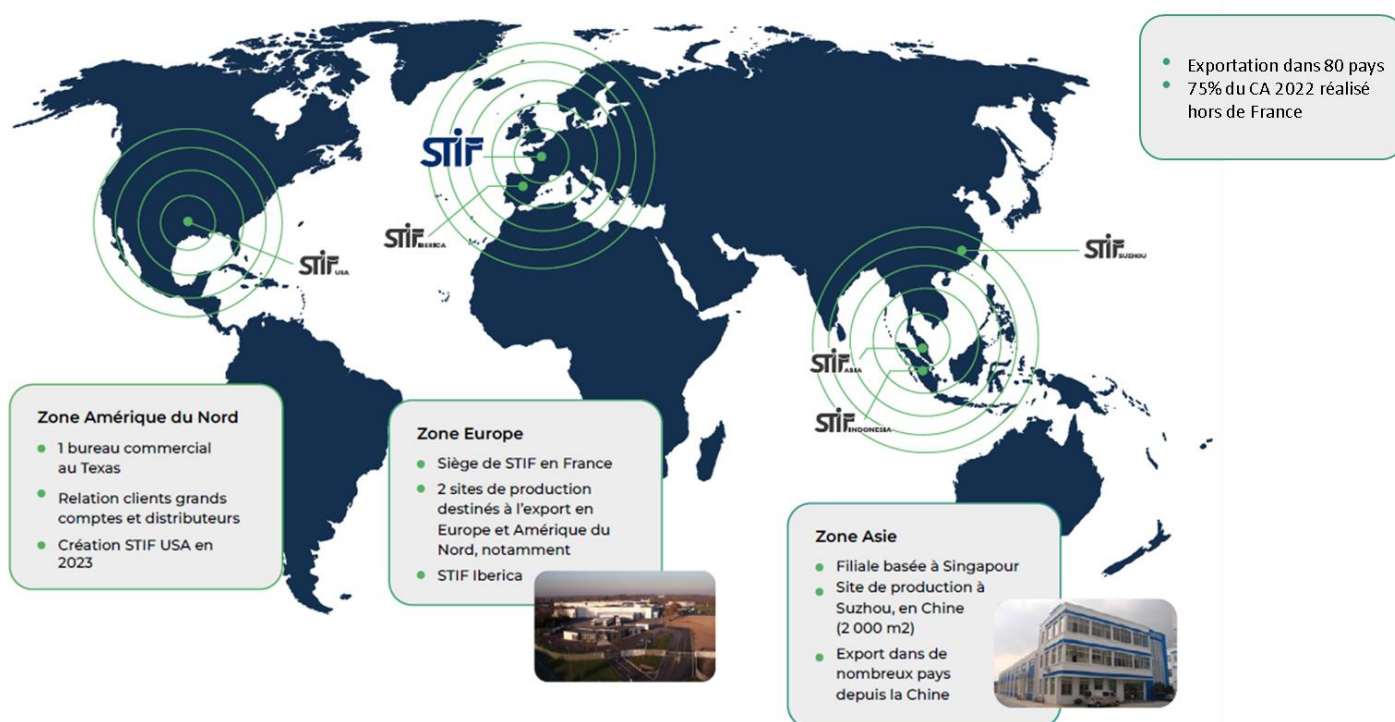 Exportation dans 80 pays
75% du CA 2022 réalisé
hors de France
STIF
STIF IBERICA
STIF USA
STIF SUZHOU
STIF ASIA
STIF INDONESIA
Zone Amérique du Nord
1 bureau commercial
au Texas
Relation clients grands
comptes et distributeurs
Création STIF USA en
2023
Zone Europe
Siège de STIF en France
2 sites de production
destinés à l'export en
Europe et Amérique du
Nord, notamment
STIF Iberica
Zone Asie
Filiale basée à Singapour
Site de production à
Suzhou, en Chine
(2 000 m2)
Export dans de
nombreux pays
depuis la Chine